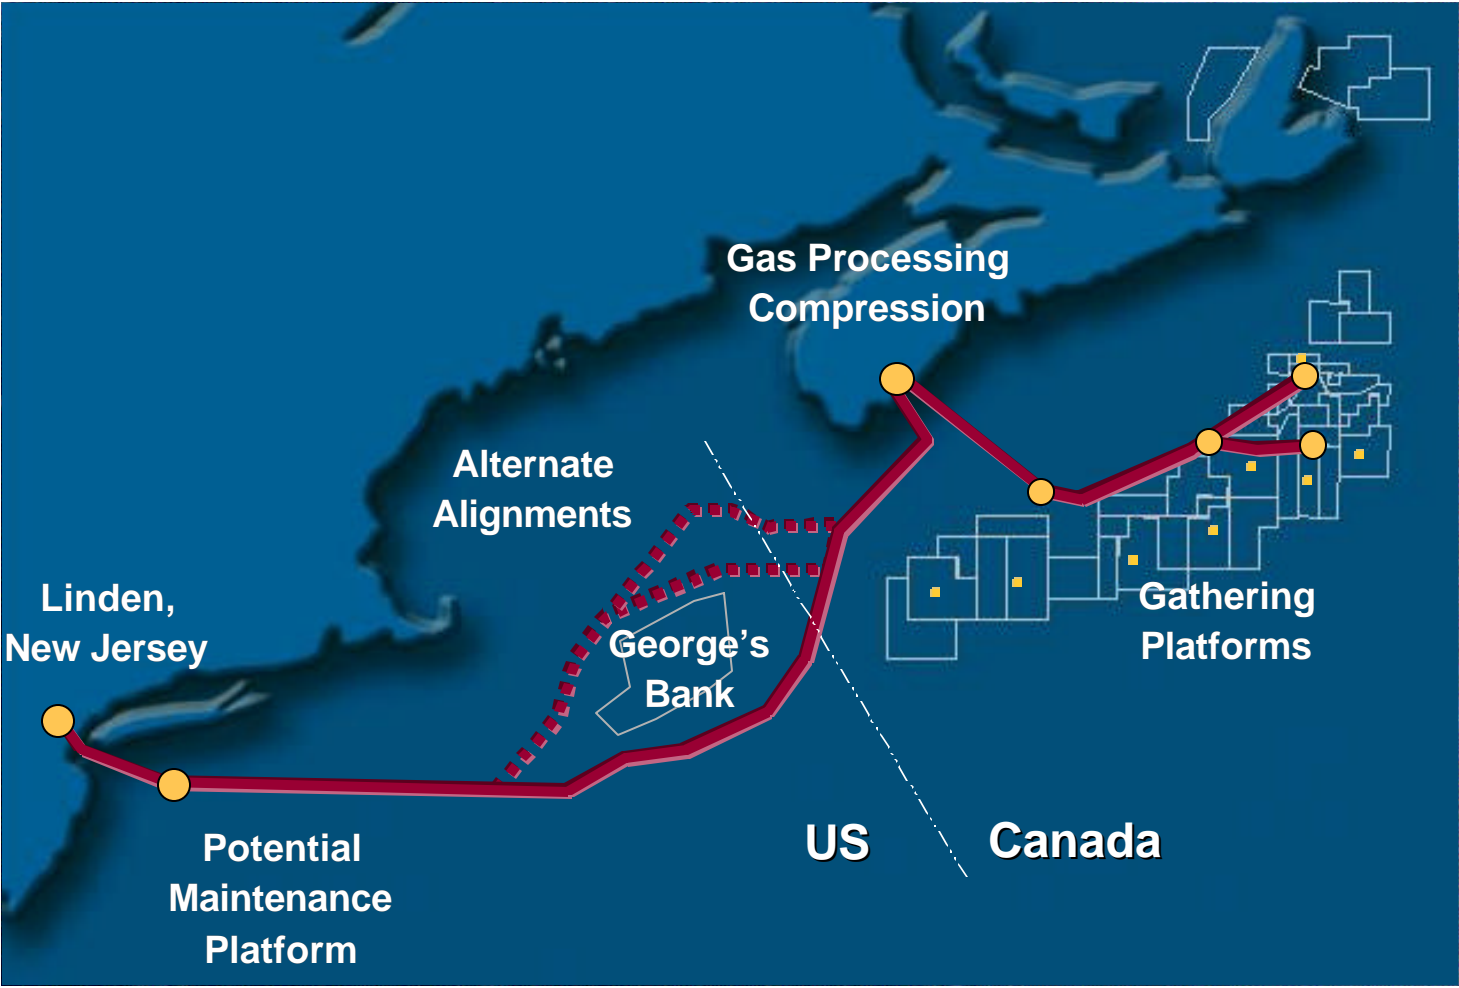 Gas Processing
Compression
Alternate
Alignments
Linden,
New Jersey
George’s
Bank
Gathering
Platforms
US
Canada
Potential
Maintenance
Platform